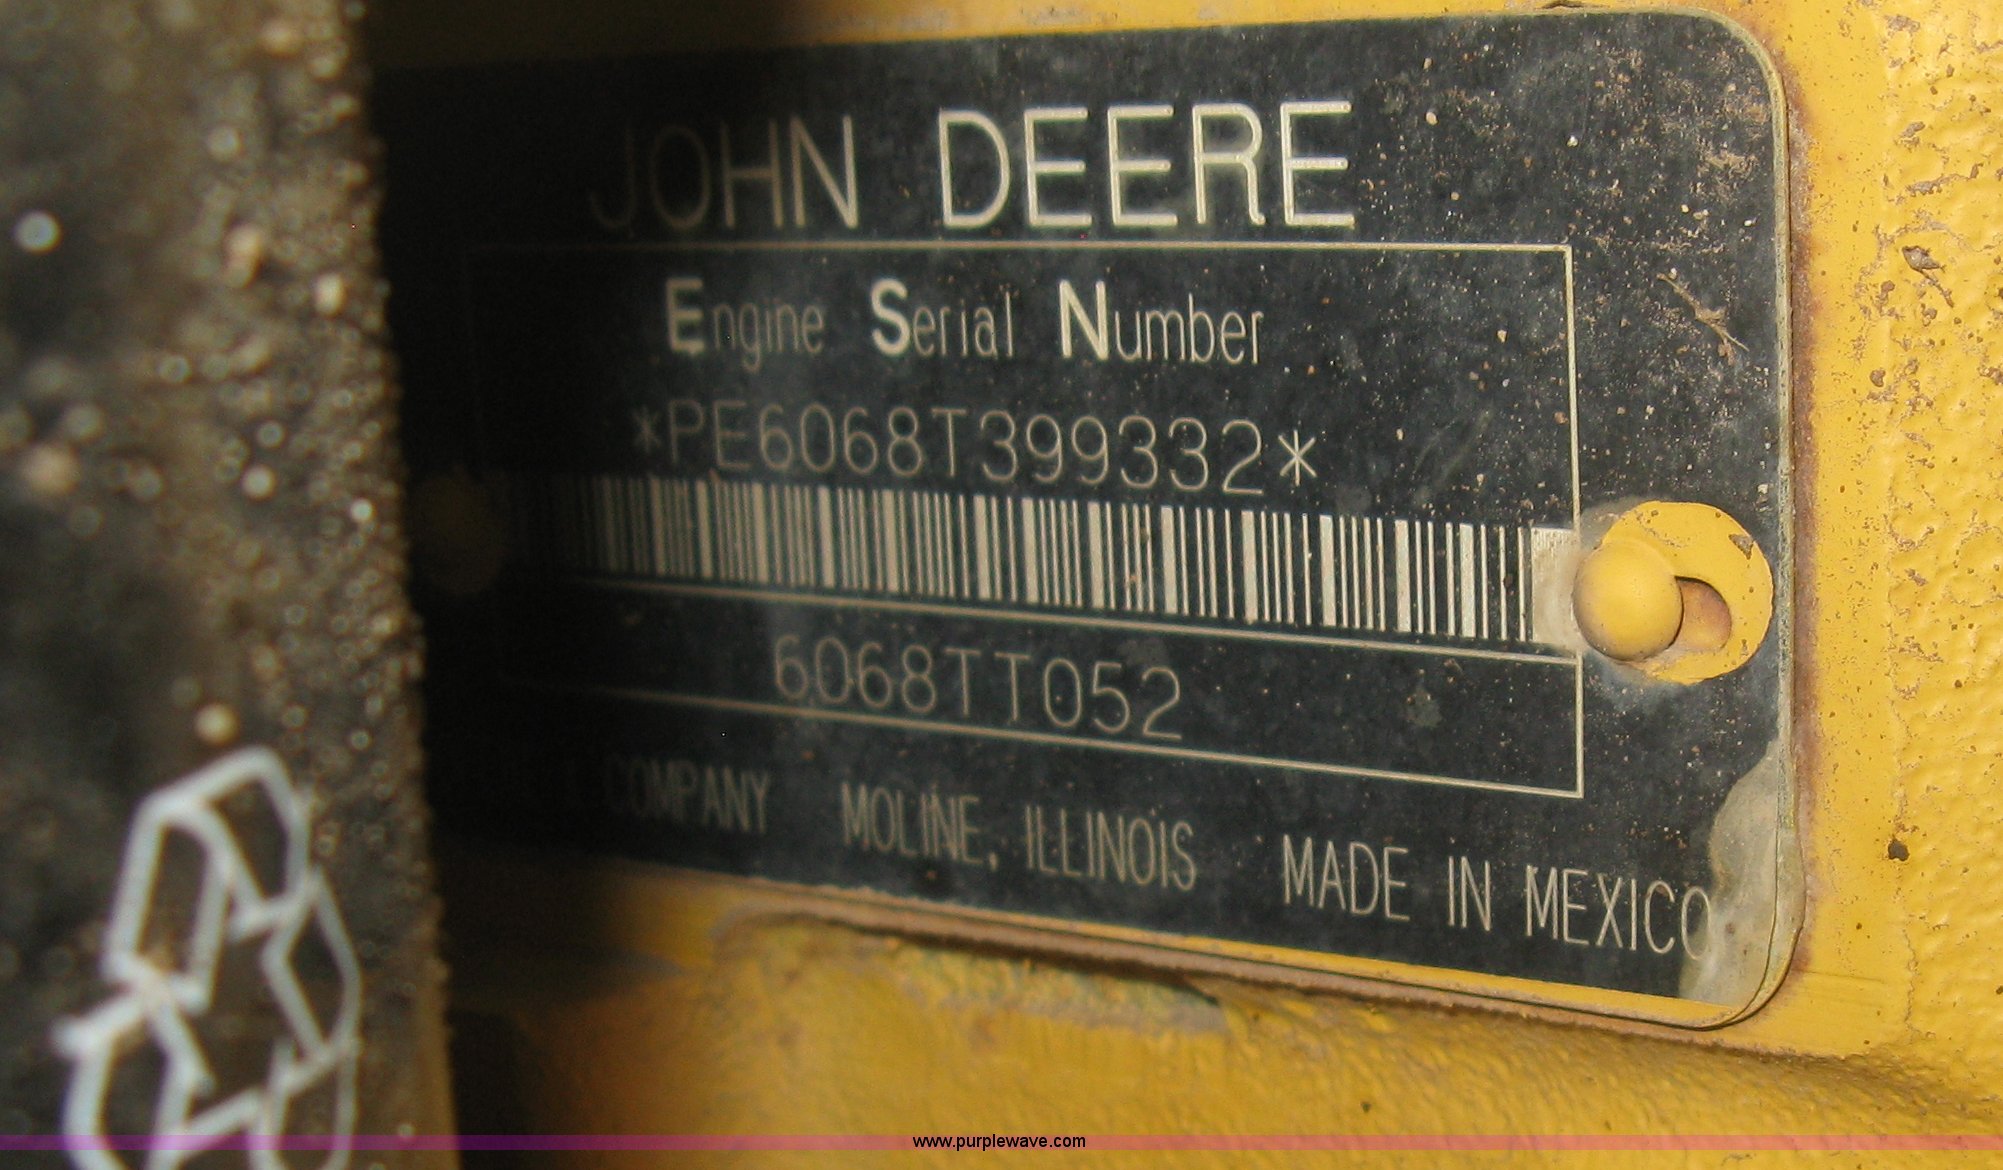 JOHN DEERE
Engine Serial Number
*PE6068T399332*
6068TT052
COMPANY MOLINE, ILLINOIS MADE IN MEXICO
www.purplewave.com